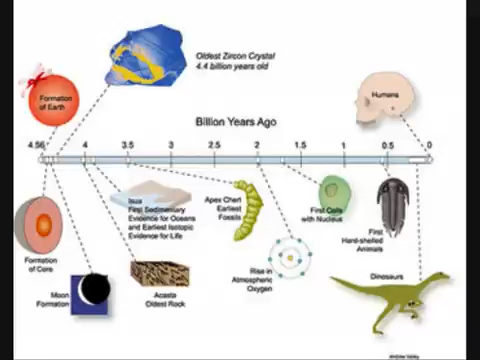 Oldest Zircon Crystal
4.4 billion years old
Formation
of Earth
Humans
Billion Years Ago
4.56 4 3.5 3 2.5 2 1.5 1 0.5 0
Isua
First Sedimentary
Evidence for Oceans
and Earliest Isotopic
Evidence for Life
Apex Chert
Earliest
Fossils
First Cells
with Nucleus
First
Hard-shelled
Animals
Formation
of Core
Moon
Formation
Acasta
Oldest Rock
Rise in
Atmospheric
Oxygen
Dinosaurs